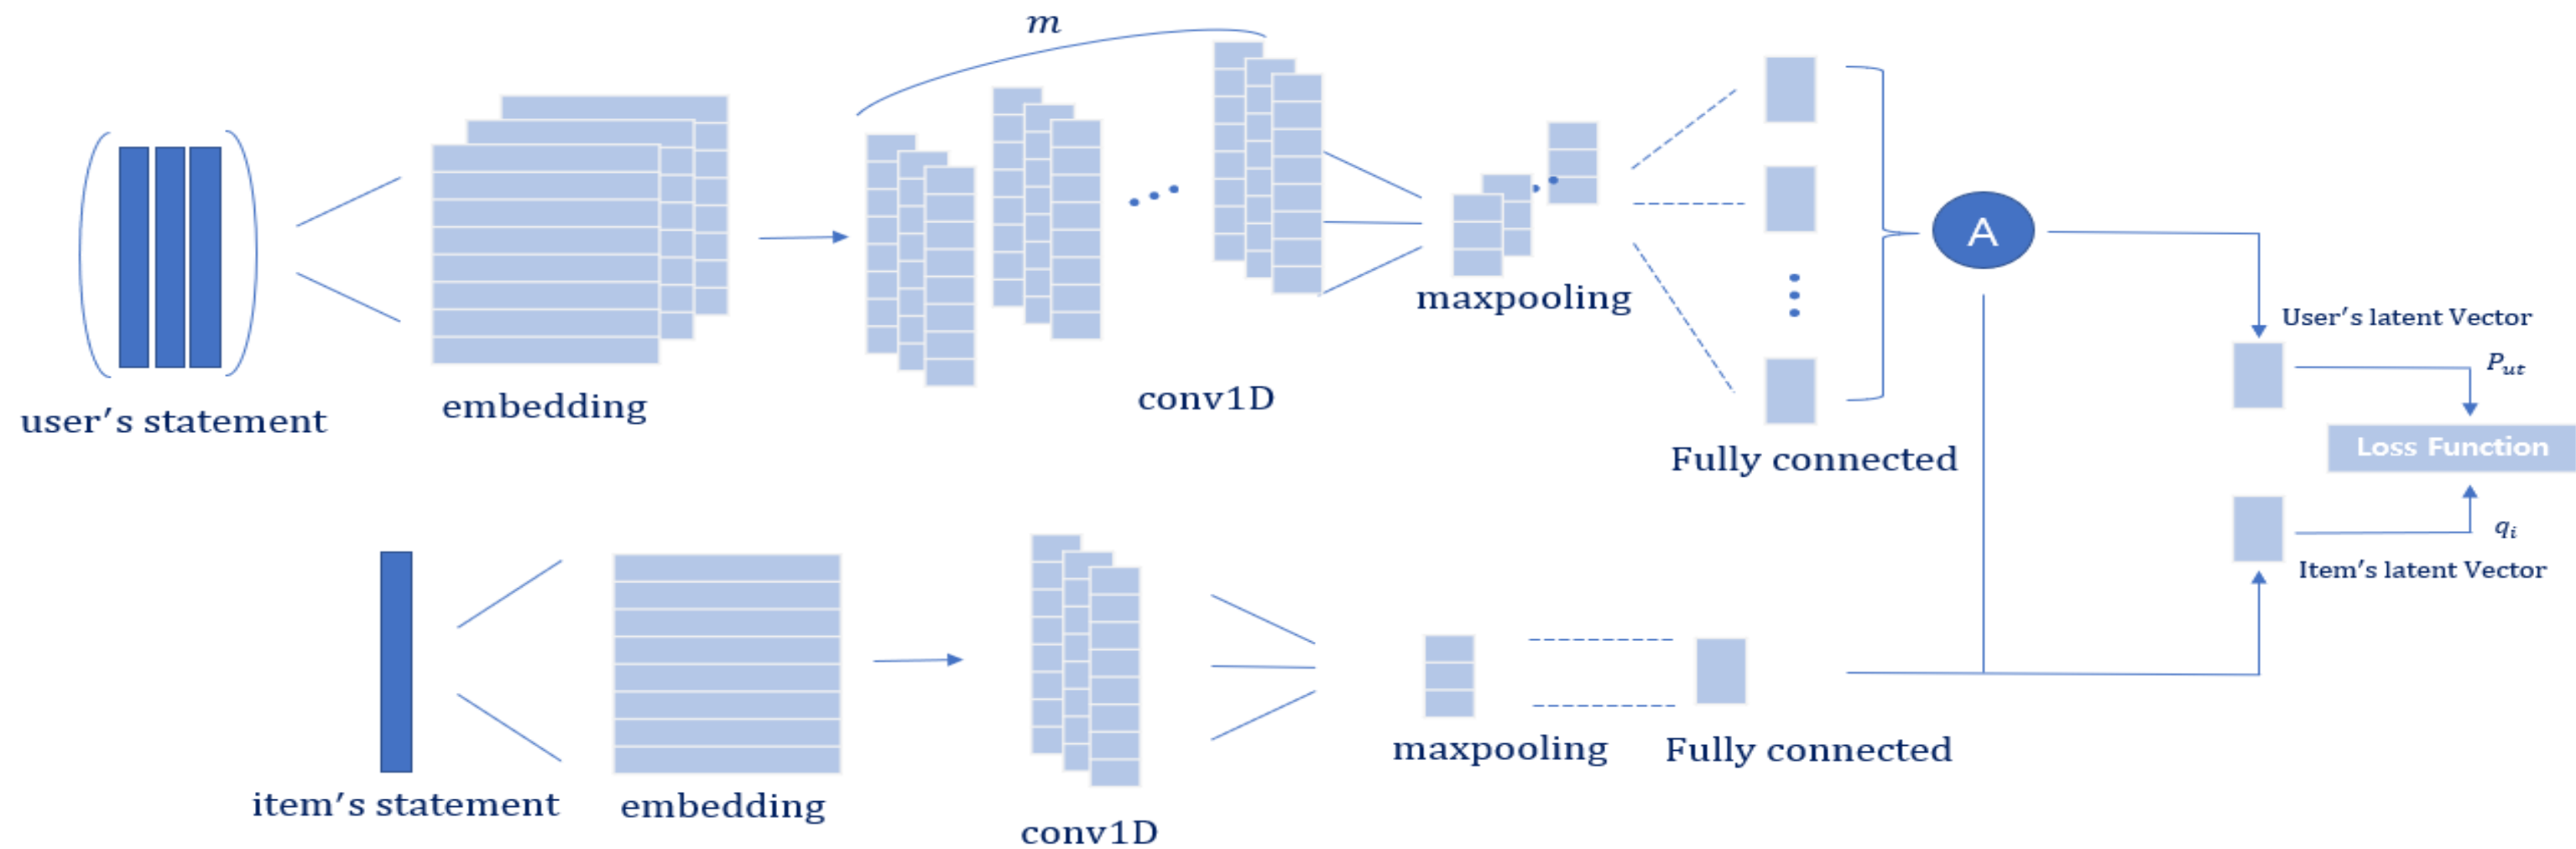 m
user's statement
embedding
conv1D
maxpooling
Fully connected
A
User's latent Vector
P_ut
Loss Function
q_i
Item's latent Vector
item's statement
embedding
conv1D
maxpooling
Fully connected